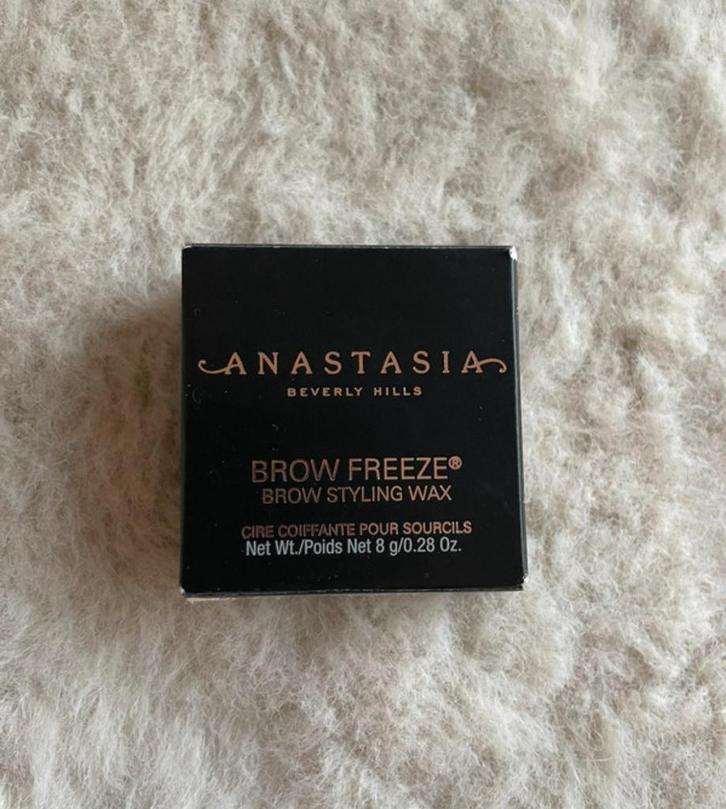 ANASTASIA
BEVERLY HILLS
BROW FREEZE®
BROW STYLING WAX
CIRE COIFFANTE POUR SOURCILS
Net Wt./Poids Net 8 g/0.28 Oz.